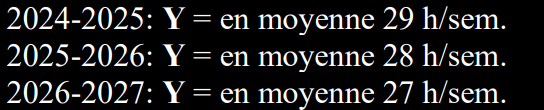 2024-2025: Y = en moyenne 29 h/sem.
2025-2026: Y = en moyenne 28 h/sem.
2026-2027: Y = en moyenne 27 h/sem.